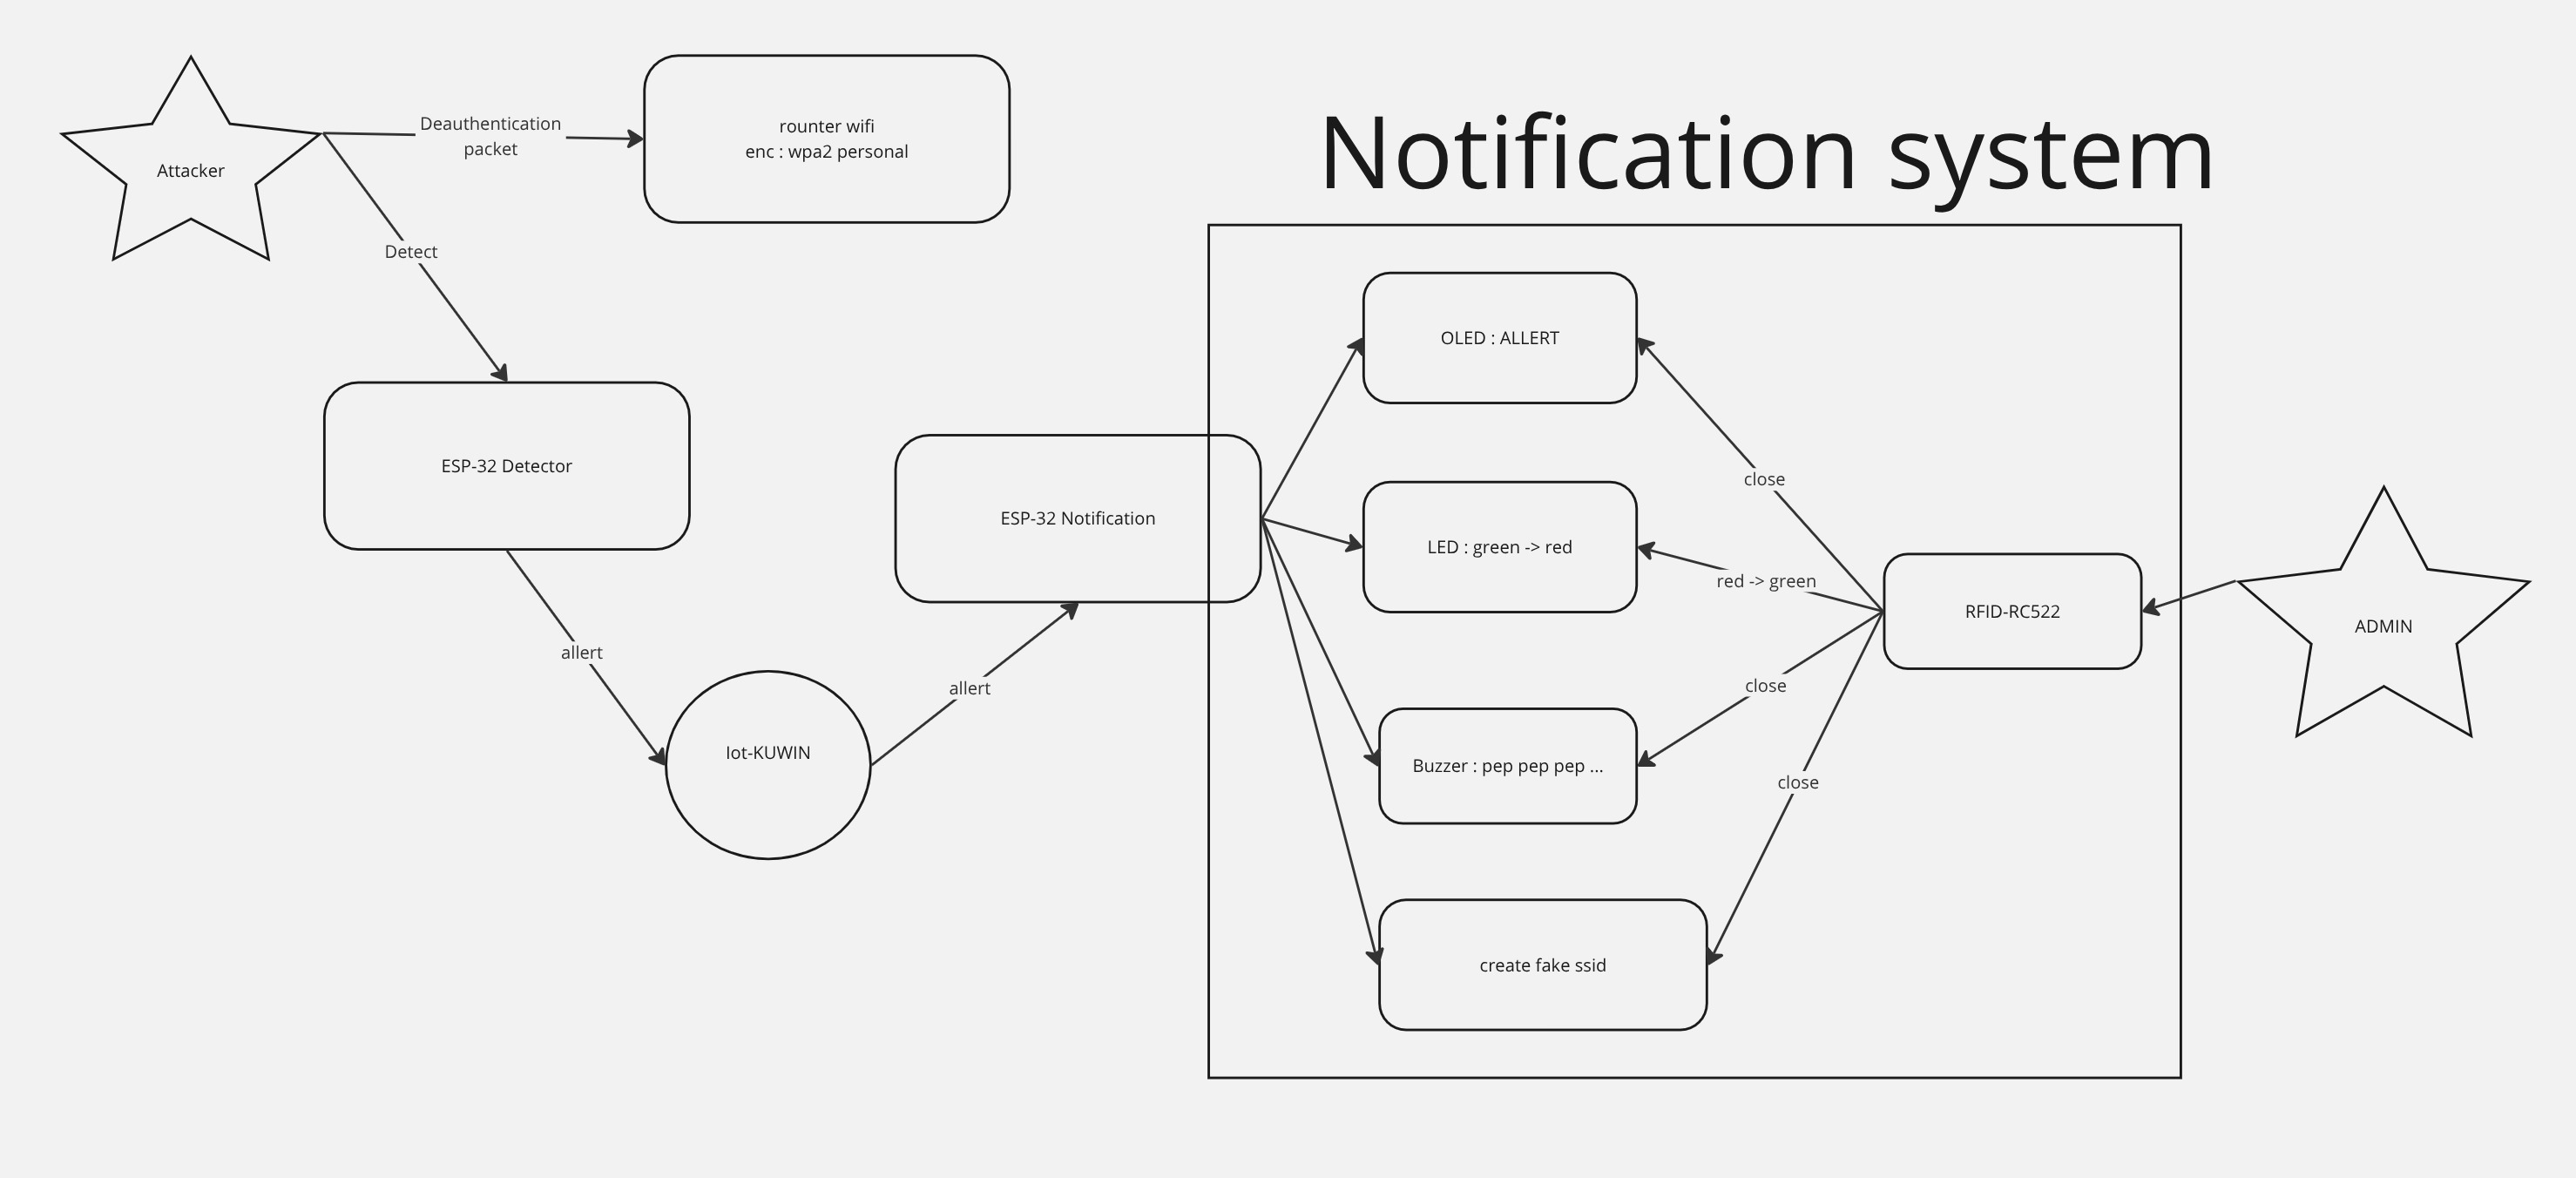 Notification system
Attacker
Deauthentication
packet
rounter wifi
enc : wpa2 personal
Detect
ESP-32 Detector
allert
Iot-KUWIN
allert
ESP-32 Notification
OLED : ALLERT
LED : green -> red
Buzzer : pep pep pep ...
create fake ssid
close
red -> green
close
close
RFID-RC522
ADMIN